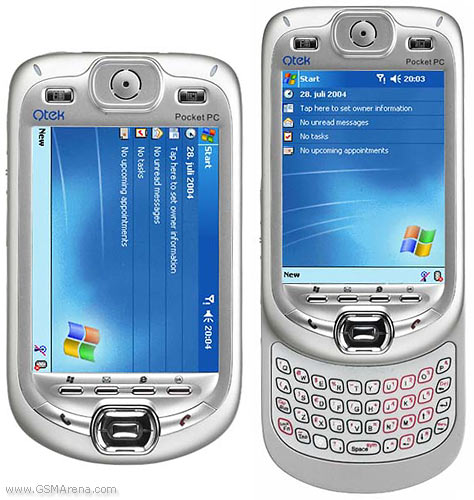 Qtek
Pocket PC
Start
20:04
28. juli 2004
Tap here to set owner information
No unread messages
No tasks
No upcoming appointments
New
Qtek
Pocket PC
Start
20:03
28. juli 2004
Tap here to set owner information
No unread messages
No tasks
No upcoming appointments
New
Q W E R T Y U I O P
A S D F G H J K L
Z X C V B N M
Space sym
www.GSMArena.com